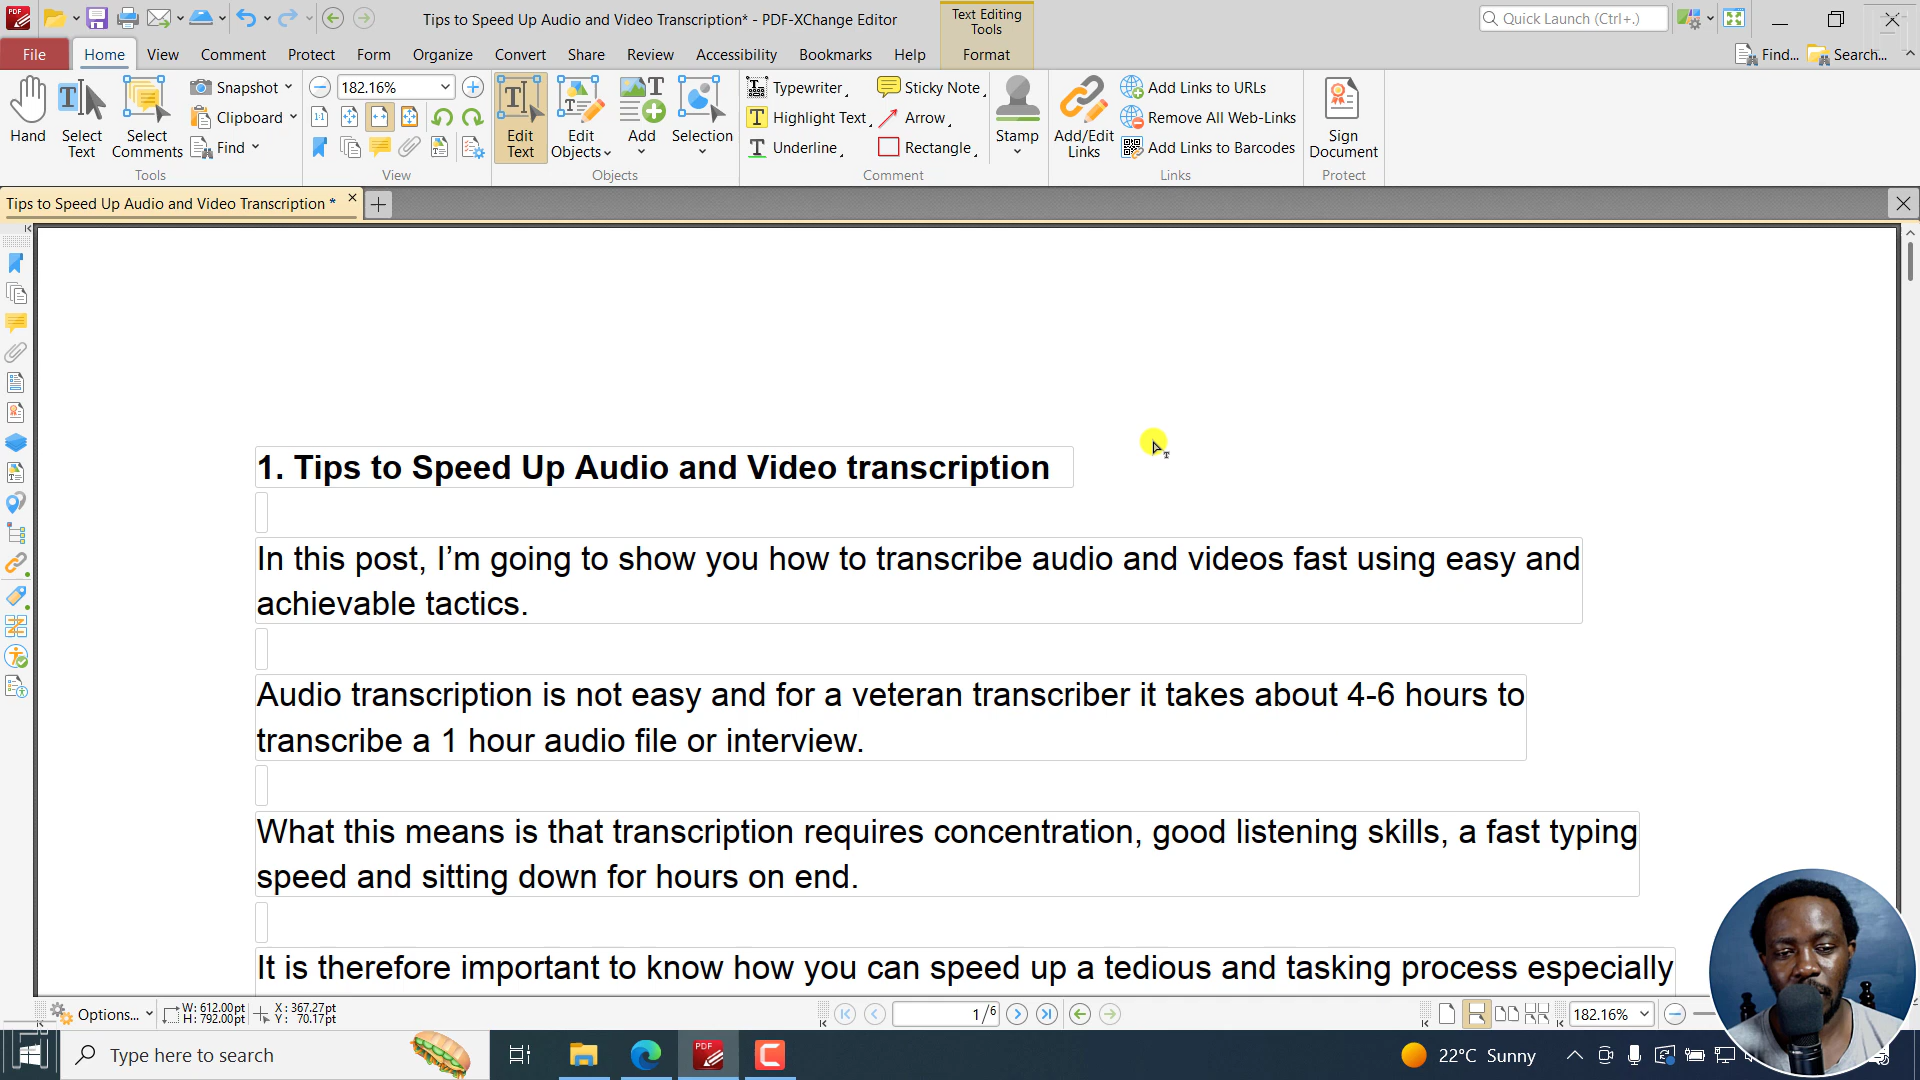 Tips to Speed Up Audio and Video Transcription* - PDF-XChange Editor
Text Editing Tools
Quick Launch (Ctrl+.)
File Home View Comment Protect Form Organize Convert Share Review Accessibility Bookmarks Help Format Find... Search...
Hand
Select Text
Select Comments
Snapshot
Clipboard
Find
Tools
182.16%
View
Edit Text
Edit Objects
Add
Selection
Objects
Typewriter
Highlight Text
Underline
Sticky Note
Arrow
Rectangle
Stamp
Comment
Add/Edit Links
Add Links to URLs
Remove All Web-Links
Add Links to Barcodes
Links
Sign Document
Protect
Tips to Speed Up Audio and Video Transcription *
1. Tips to Speed Up Audio and Video transcription
In this post, I’m going to show you how to transcribe audio and videos fast using easy and
achievable tactics.
Audio transcription is not easy and for a veteran transcriber it takes about 4-6 hours to
transcribe a 1 hour audio file or interview.
What this means is that transcription requires concentration, good listening skills, a fast typing
speed and sitting down for hours on end.
It is therefore important to know how you can speed up a tedious and tasking process especially
Options...
W: 612.00pt
H: 792.00pt
X: 367.27pt
Y: 70.17pt
1/6
182.16%
Type here to search
22°C Sunny